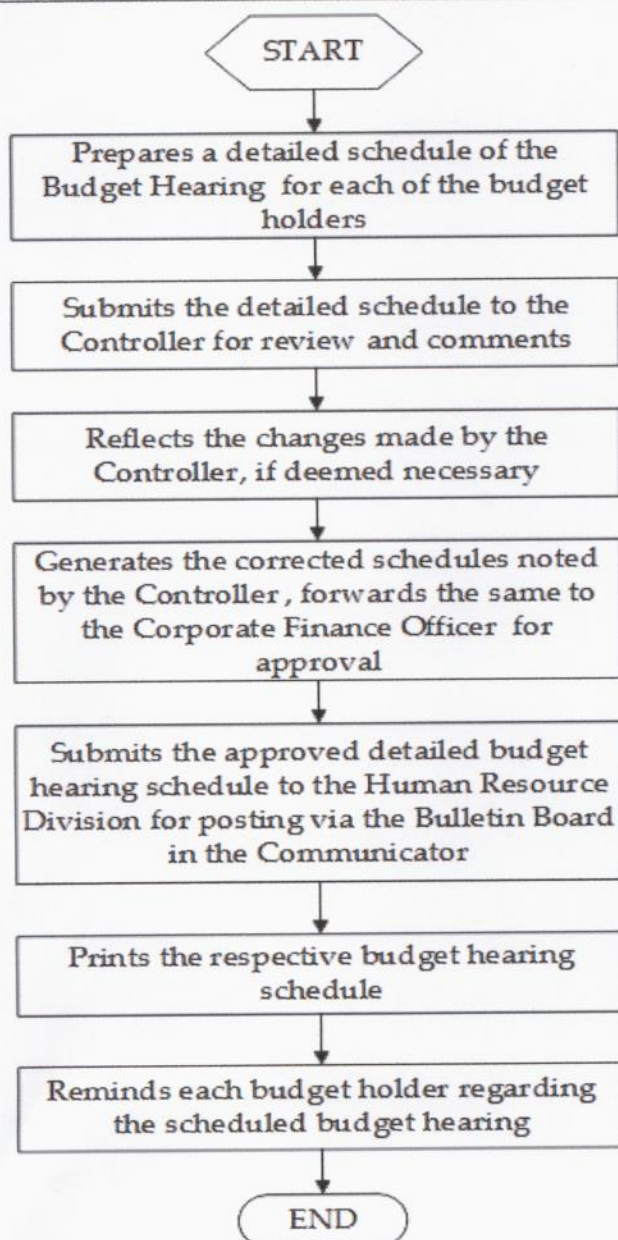 START
Prepares a detailed schedule of the
Budget Hearing for each of the budget
holders
Submits the detailed schedule to the
Controller for review and comments
Reflects the changes made by the
Controller, if deemed necessary
Generates the corrected schedules noted
by the Controller, forwards the same to
the Corporate Finance Officer for
approval
Submits the approved detailed budget
hearing schedule to the Human Resource
Division for posting via the Bulletin Board
in the Communicator
Prints the respective budget hearing
schedule
Reminds each budget holder regarding
the scheduled budget hearing
END